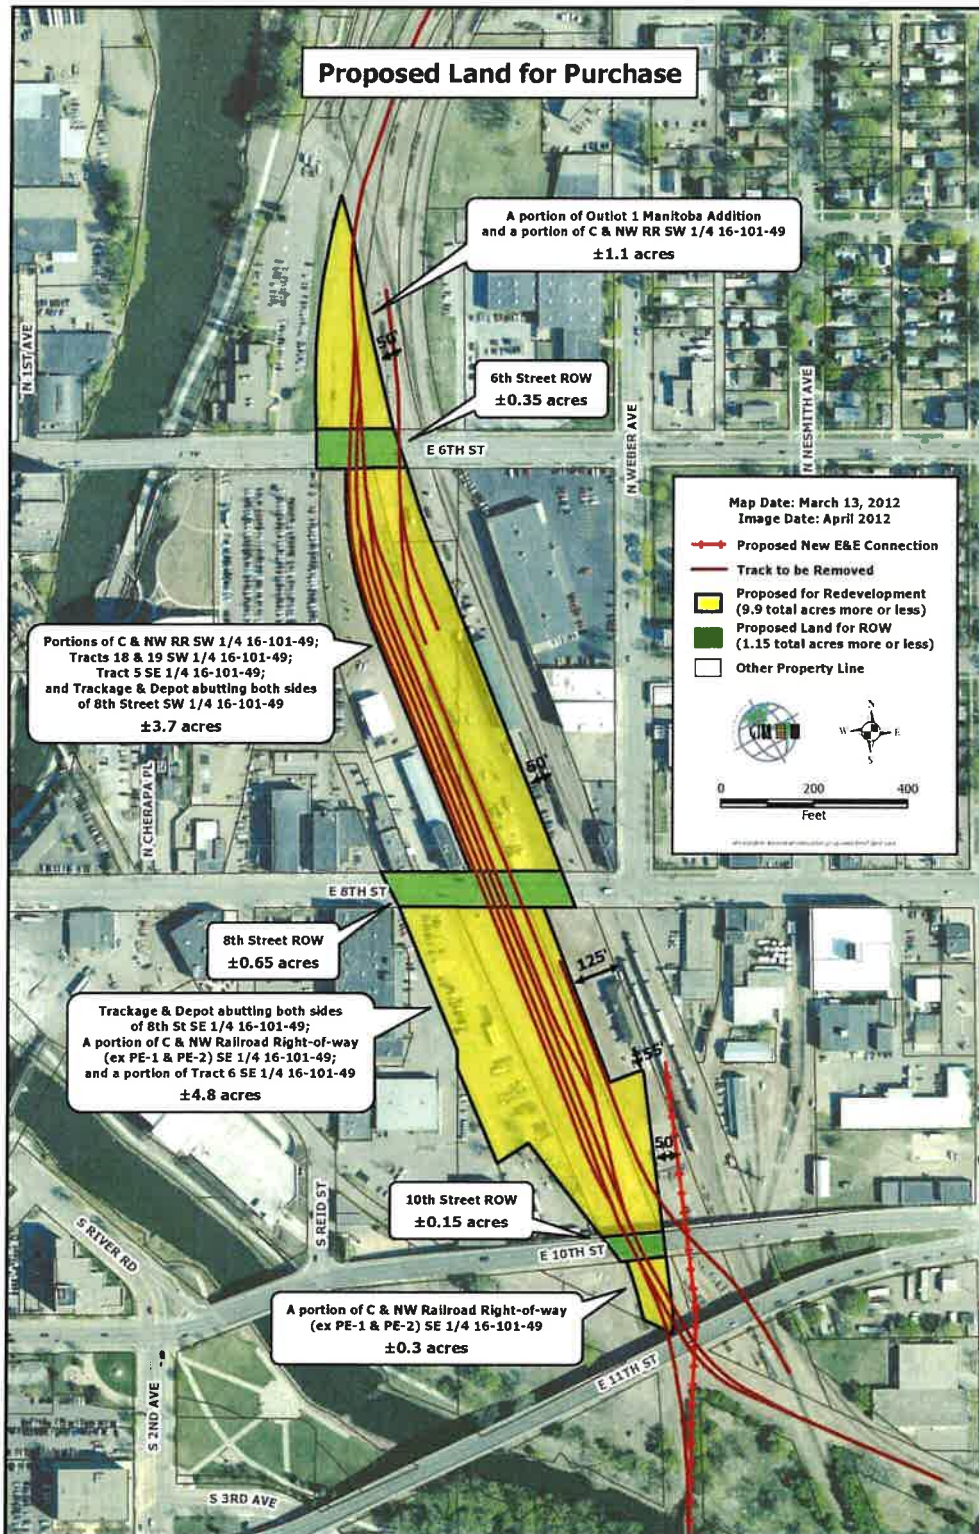 Proposed Land for Purchase
A portion of Outlot 1 Manitoba Addition
and a portion of C & NW RR SW 1/4 16-101-49
±1.1 acres
50'
N 1ST AVE
6th Street ROW
±0.35 acres
E 6TH ST
N WEBER AVE
N NESMITH AVE
Map Date: March 13, 2012
Image Date: April 2012
Proposed New E&E Connection
Track to be Removed
Proposed for Redevelopment
(9.9 total acres more or less)
Proposed Land for ROW
(1.15 total acres more or less)
Other Property Line
N
W E
S
0 200 400
Feet
Portions of C & NW RR SW 1/4 16-101-49;
Tracts 18 & 19 SW 1/4 16-101-49;
Tract 5 SE 1/4 16-101-49;
and Trackage & Depot abutting both sides
of 8th Street SW 1/4 16-101-49
±3.7 acres
50'
N CHERAPA PL
E 8TH ST
8th Street ROW
±0.65 acres
125'
Trackage & Depot abutting both sides
of 8th St SE 1/4 16-101-49;
A portion of C & NW Railroad Right-of-way
(ex PE-1 & PE-2) SE 1/4 16-101-49;
and a portion of Tract 6 SE 1/4 16-101-49
±4.8 acres
±55'
50'
10th Street ROW
±0.15 acres
E 10TH ST
S REID ST
S RIVER RD
A portion of C & NW Railroad Right-of-way
(ex PE-1 & PE-2) SE 1/4 16-101-49
±0.3 acres
E 11TH ST
S 2ND AVE
S 3RD AVE